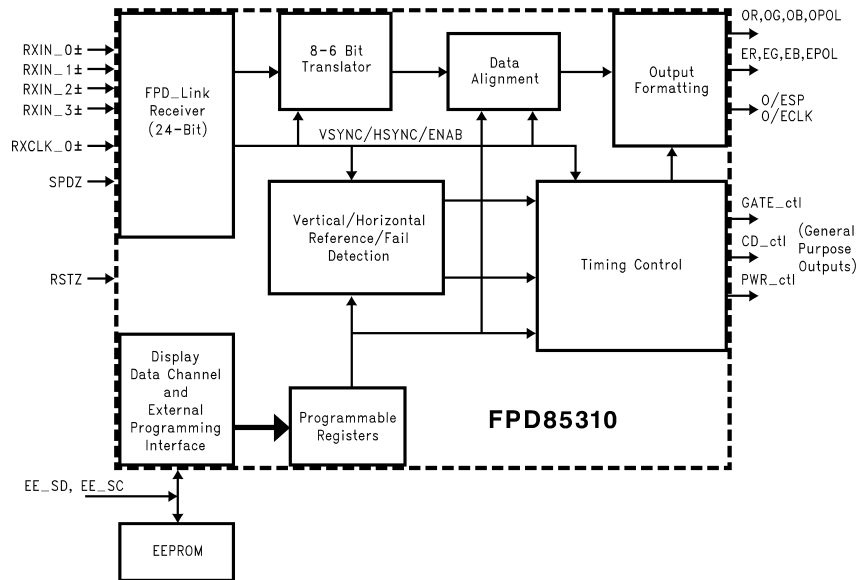 OR,OG,OB,OPOL
ER,EG,EB,EPOL
O/ESP
O/ECLK
RXIN_0±
RXIN_1±
RXIN_2±
RXIN_3±
RXCLK_0±
SPDZ
RSTZ
FPD_Link
Receiver
(24-Bit)
8-6 Bit
Translator
Data
Alignment
Output
Formatting
VSYNC/HSYNC/ENAB
Vertical/Horizontal
Reference/Fail
Detection
Timing Control
GATE_ctl
CD_ctl
PWR_ctl
(General
Purpose
Outputs)
Display
Data Channel
and
External
Programming
Interface
Programmable
Registers
FPD85310
EE_SD, EE_SC
EEPROM